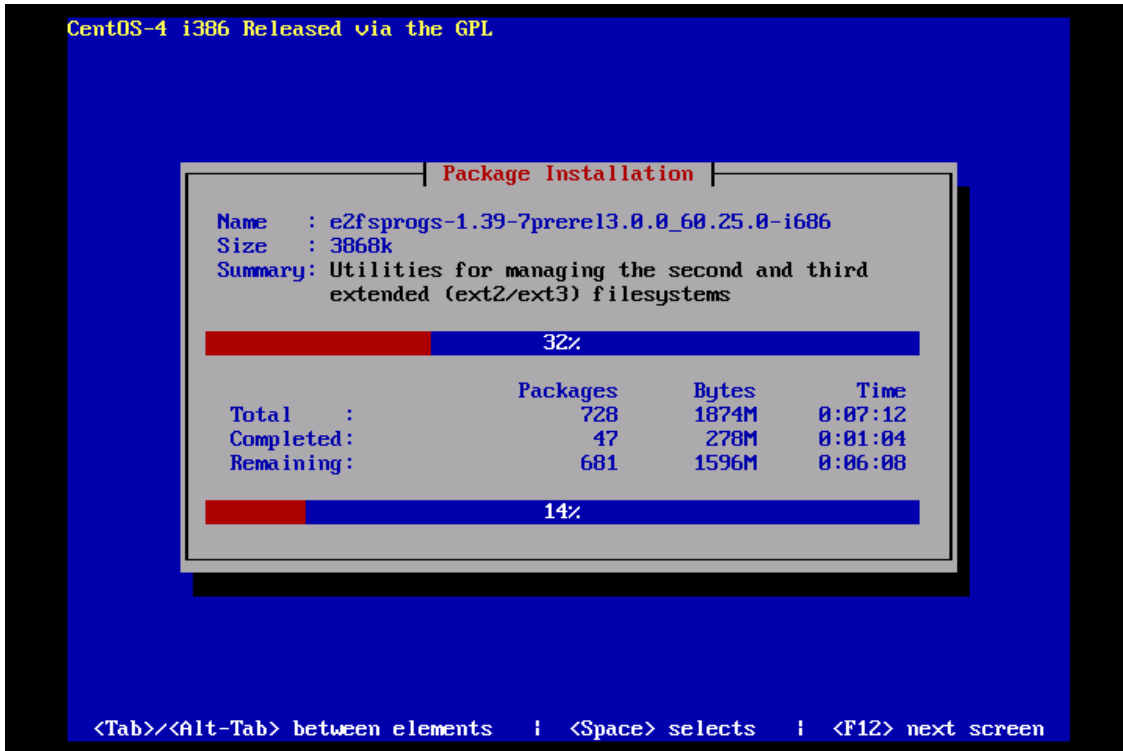 CentOS-4 i386 Released via the GPL
Package Installation
Name : e2fsprogs-1.39-7prerel3.0.0_60.25.0-i686
Size : 3868k
Summary: Utilities for managing the second and third
extended (ext2/ext3) filesystems
32%
Packages Bytes Time
Total : 728 1874M 0:07:12
Completed: 47 278M 0:01:04
Remaining: 681 1596M 0:06:08
14%
<Tab>/<Alt-Tab> between elements | <Space> selects | <F12> next screen